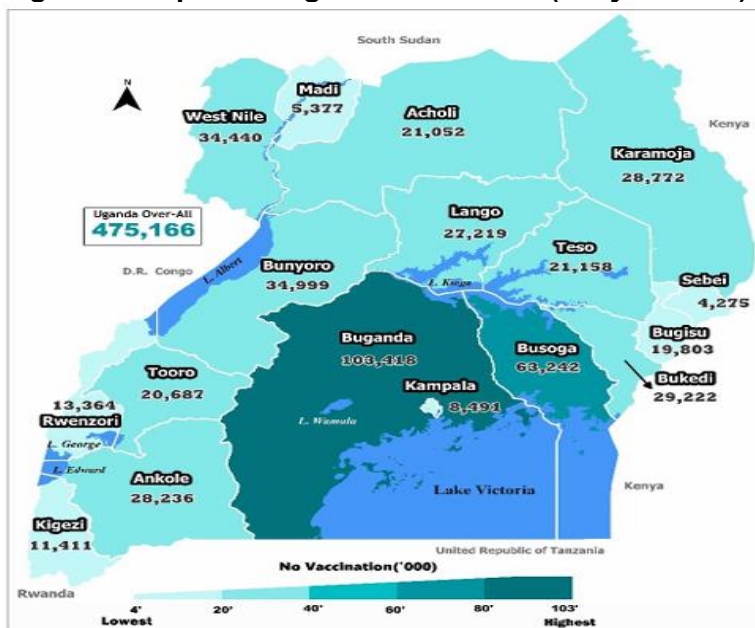 South Sudan
N
Madi
5,377
West Nile
34,440
Acholi
21,052
Kenya
Karamoja
28,772
Uganda Over-All
475,166
Lango
27,219
Teso
21,158
D.R. Congo
L. Albert
Bunyoro
34,999
L. Kioga
Sebei
4,275
Buganda
103,418
Busoga
63,242
Bugisu
19,803
Tooro
20,687
Kampala
8,491
Bukedi
29,222
13,364
Rwenzori
L. Wamala
L. George
L. Edward
Ankole
28,236
Lake Victoria
Kenya
Kigezi
11,411
United Republic of Tanzania
No Vaccination('000)
Rwanda
4' 20' 40' 60' 80' 103'
Lowest Highest